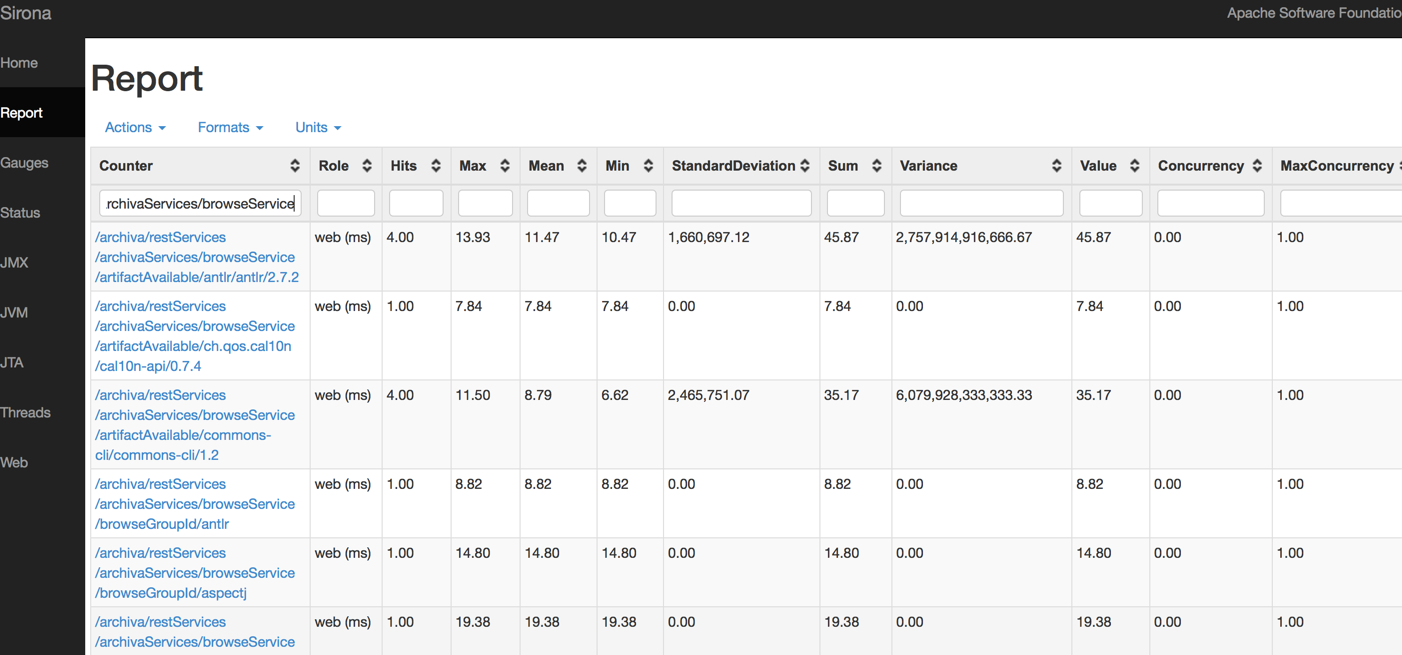 Sirona
Apache Software Foundatio
Home
Report
Gauges
Status
JMX
JVM
JTA
Threads
Web
Report
Actions Formats Units
Counter Role Hits Max Mean Min StandardDeviation Sum Variance Value Concurrency MaxConcurrency
rchivaServices/browseService
/archiva/restServices web (ms) 4.00 13.93 11.47 10.47 1,660,697.12 45.87 2,757,914,916,666.67 45.87 0.00 1.00
/archivaServices/browseService
/artifactAvailable/antlr/antlr/2.7.2
/archiva/restServices web (ms) 1.00 7.84 7.84 7.84 0.00 7.84 0.00 7.84 0.00 1.00
/archivaServices/browseService
/artifactAvailable/ch.qos.cal10n
/cal10n-api/0.7.4
/archiva/restServices web (ms) 4.00 11.50 8.79 6.62 2,465,751.07 35.17 6,079,928,333,333.33 35.17 0.00 1.00
/archivaServices/browseService
/artifactAvailable/commons-
cli/commons-cli/1.2
/archiva/restServices web (ms) 1.00 8.82 8.82 8.82 0.00 8.82 0.00 8.82 0.00 1.00
/archivaServices/browseService
/browseGroupId/antlr
/archiva/restServices web (ms) 1.00 14.80 14.80 14.80 0.00 14.80 0.00 14.80 0.00 1.00
/archivaServices/browseService
/browseGroupId/aspectj
/archiva/restServices web (ms) 1.00 19.38 19.38 19.38 0.00 19.38 0.00 19.38 0.00 1.00
/archivaServices/browseService